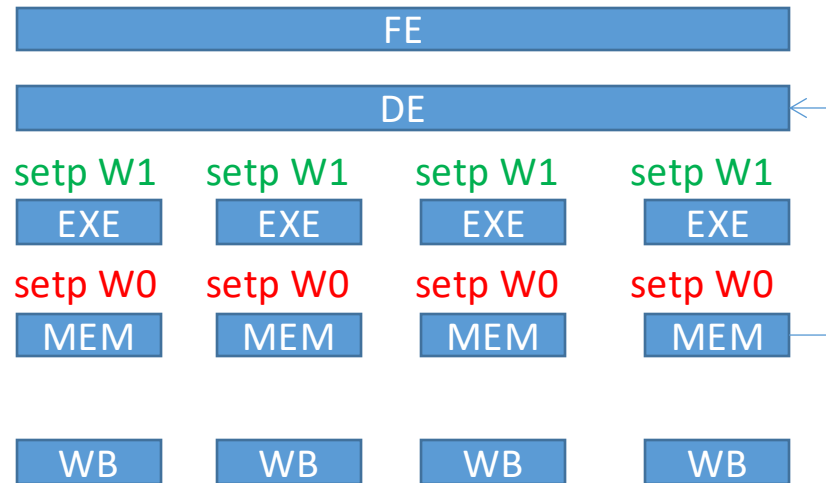 FE
DE
setp W1 setp W1 setp W1 setp W1
EXE EXE EXE EXE
setp W0 setp W0 setp W0 setp W0
MEM MEM MEM MEM
WB WB WB WB